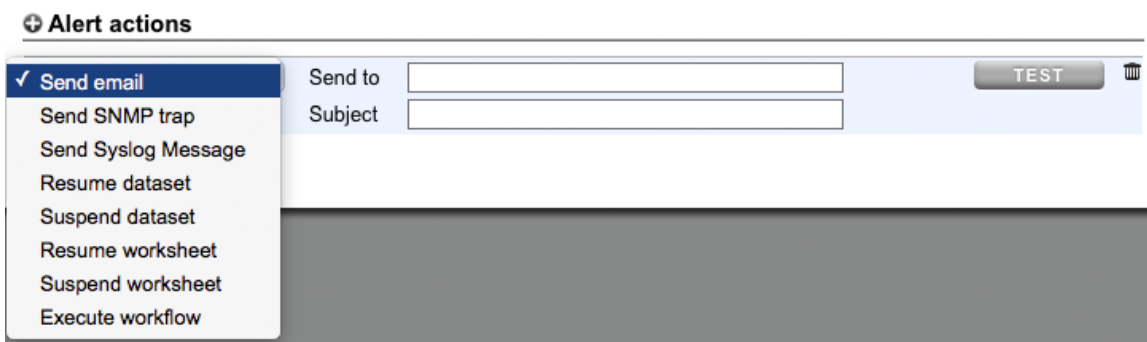 Alert actions
Send email
Send to
TEST
Send SNMP trap
Subject
Send Syslog Message
Resume dataset
Suspend dataset
Resume worksheet
Suspend worksheet
Execute workflow